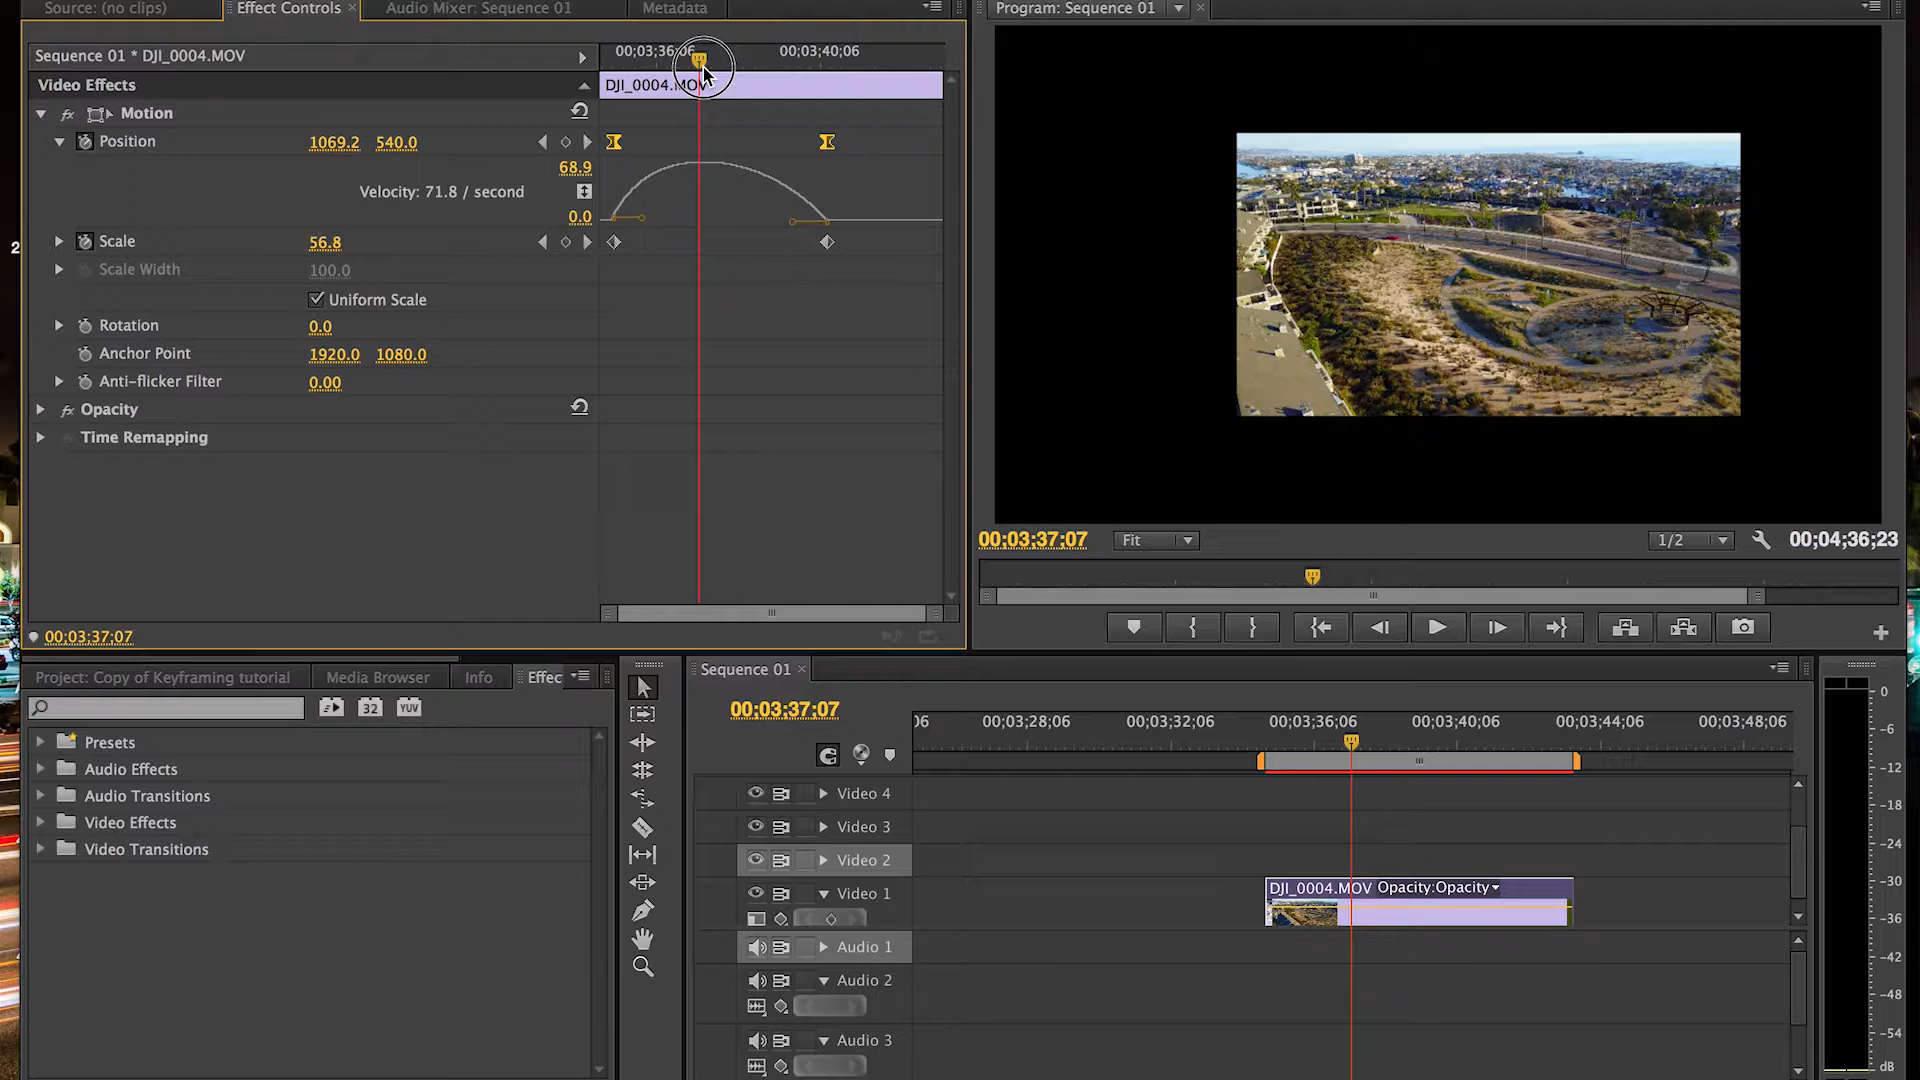 Source: (no clips)
Effect Controls
Audio Mixer: Sequence 01
Metadata
Program: Sequence 01
Sequence 01 * DJI_0004.MOV
00;03;36;06
00;03;40;06
Video Effects
DJI_0004.MOV
fx Motion
Position 1069.2 540.0
68.9
Velocity: 71.8 / second
0.0
Scale 56.8
Scale Width 100.0
Uniform Scale
Rotation 0.0
Anchor Point 1920.0 1080.0
Anti-flicker Filter 0.00
fx Opacity
Time Remapping
2
00;03;37;07
00;03;37;07
Fit
1/2
00;04;36;23
Project: Copy of Keyframing tutorial
Media Browser
Info
Effec
32
YUV
Presets
Audio Effects
Audio Transitions
Video Effects
Video Transitions
Sequence 01
00;03;37;07
06
00;03;28;06
00;03;32;06
00;03;36;06
00;03;40;06
00;03;44;06
00;03;48;06
Video 4
Video 3
Video 2
Video 1
DJI_0004.MOV Opacity:Opacity
Audio 1
Audio 2
Audio 3
0
-6
-12
-18
-24
-30
-36
-42
-48
-54
dB